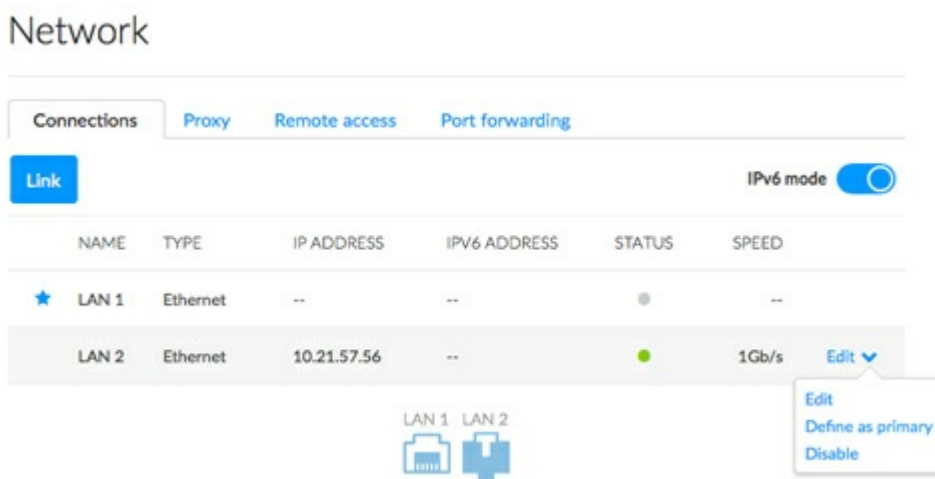 Network
Connections Proxy Remote access Port forwarding
Link IPv6 mode
NAME TYPE IP ADDRESS IPV6 ADDRESS STATUS SPEED
LAN 1 Ethernet -- -- --
LAN 2 Ethernet 10.21.57.56 -- 1Gb/s Edit
Edit
Define as primary
Disable
LAN 1 LAN 2